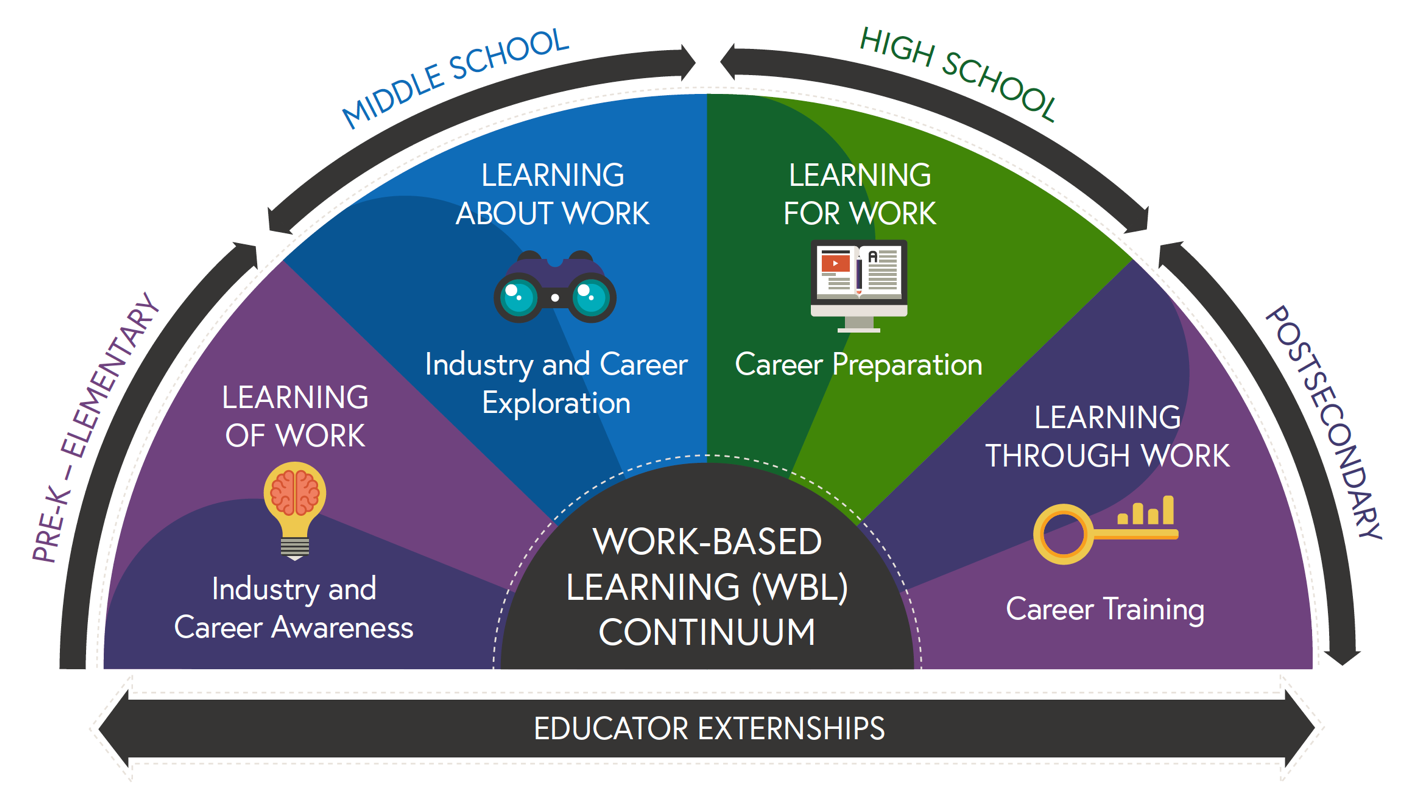 PRE-K – ELEMENTARY
MIDDLE SCHOOL
HIGH SCHOOL
POSTSECONDARY
LEARNING
OF WORK
Industry and
Career Awareness
LEARNING
ABOUT WORK
Industry and Career
Exploration
LEARNING
FOR WORK
A
Career Preparation
LEARNING
THROUGH WORK
Career Training
WORK-BASED
LEARNING (WBL)
CONTINUUM
EDUCATOR EXTERNSHIPS